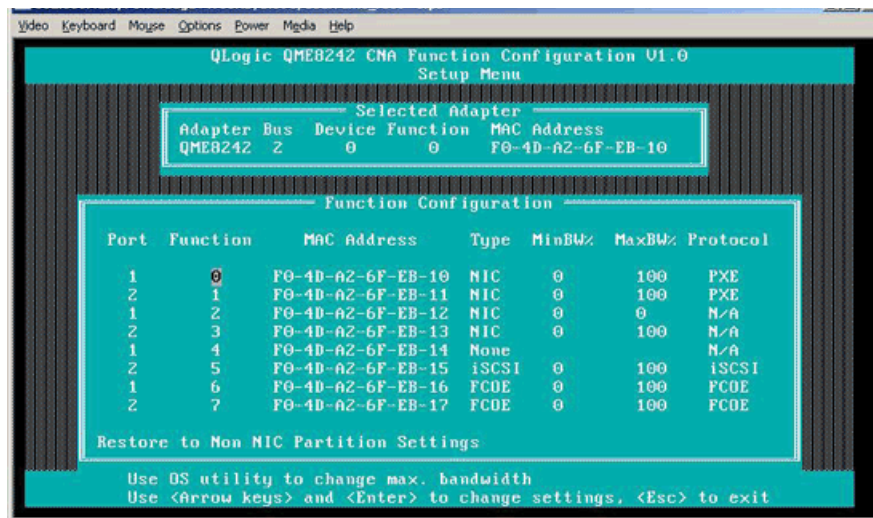 Video Keyboard Mouse Options Power Media Help
QLogic QME8242 CNA Function Configuration V1.0
Setup Menu
Selected Adapter
Adapter Bus Device Function MAC Address
QME8242 2 0 0 F0-4D-A2-6F-EB-10
Function Configuration
Port Function MAC Address Type MinBW% MaxBW% Protocol
1 0 F0-4D-A2-6F-EB-10 NIC 0 100 PXE
2 1 F0-4D-A2-6F-EB-11 NIC 0 100 PXE
1 2 F0-4D-A2-6F-EB-12 NIC 0 0 N/A
2 3 F0-4D-A2-6F-EB-13 NIC 0 100 N/A
1 4 F0-4D-A2-6F-EB-14 None N/A
2 5 F0-4D-A2-6F-EB-15 iSCSI 0 100 iSCSI
1 6 F0-4D-A2-6F-EB-16 FCOE 0 100 FCOE
2 7 F0-4D-A2-6F-EB-17 FCOE 0 100 FCOE
Restore to Non NIC Partition Settings
Use OS utility to change max. bandwidth
Use <Arrow keys> and <Enter> to change settings, <Esc> to exit